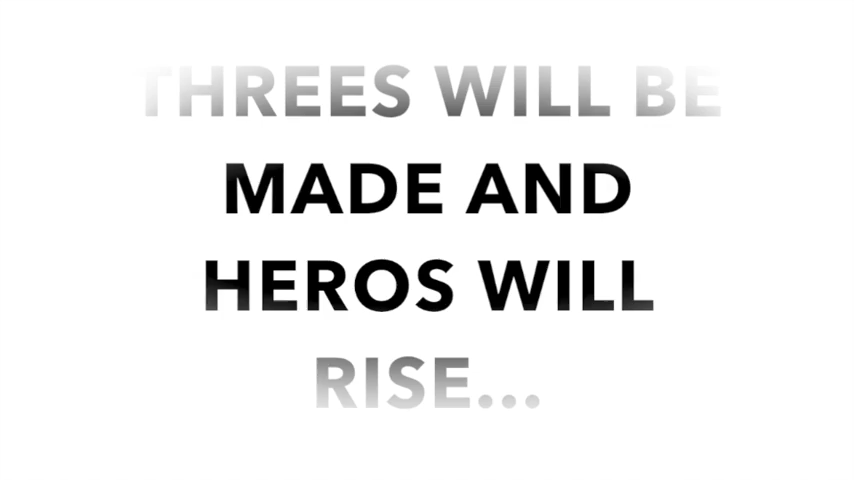 THREES WILL BE
MADE AND
HEROS WILL
RISE...